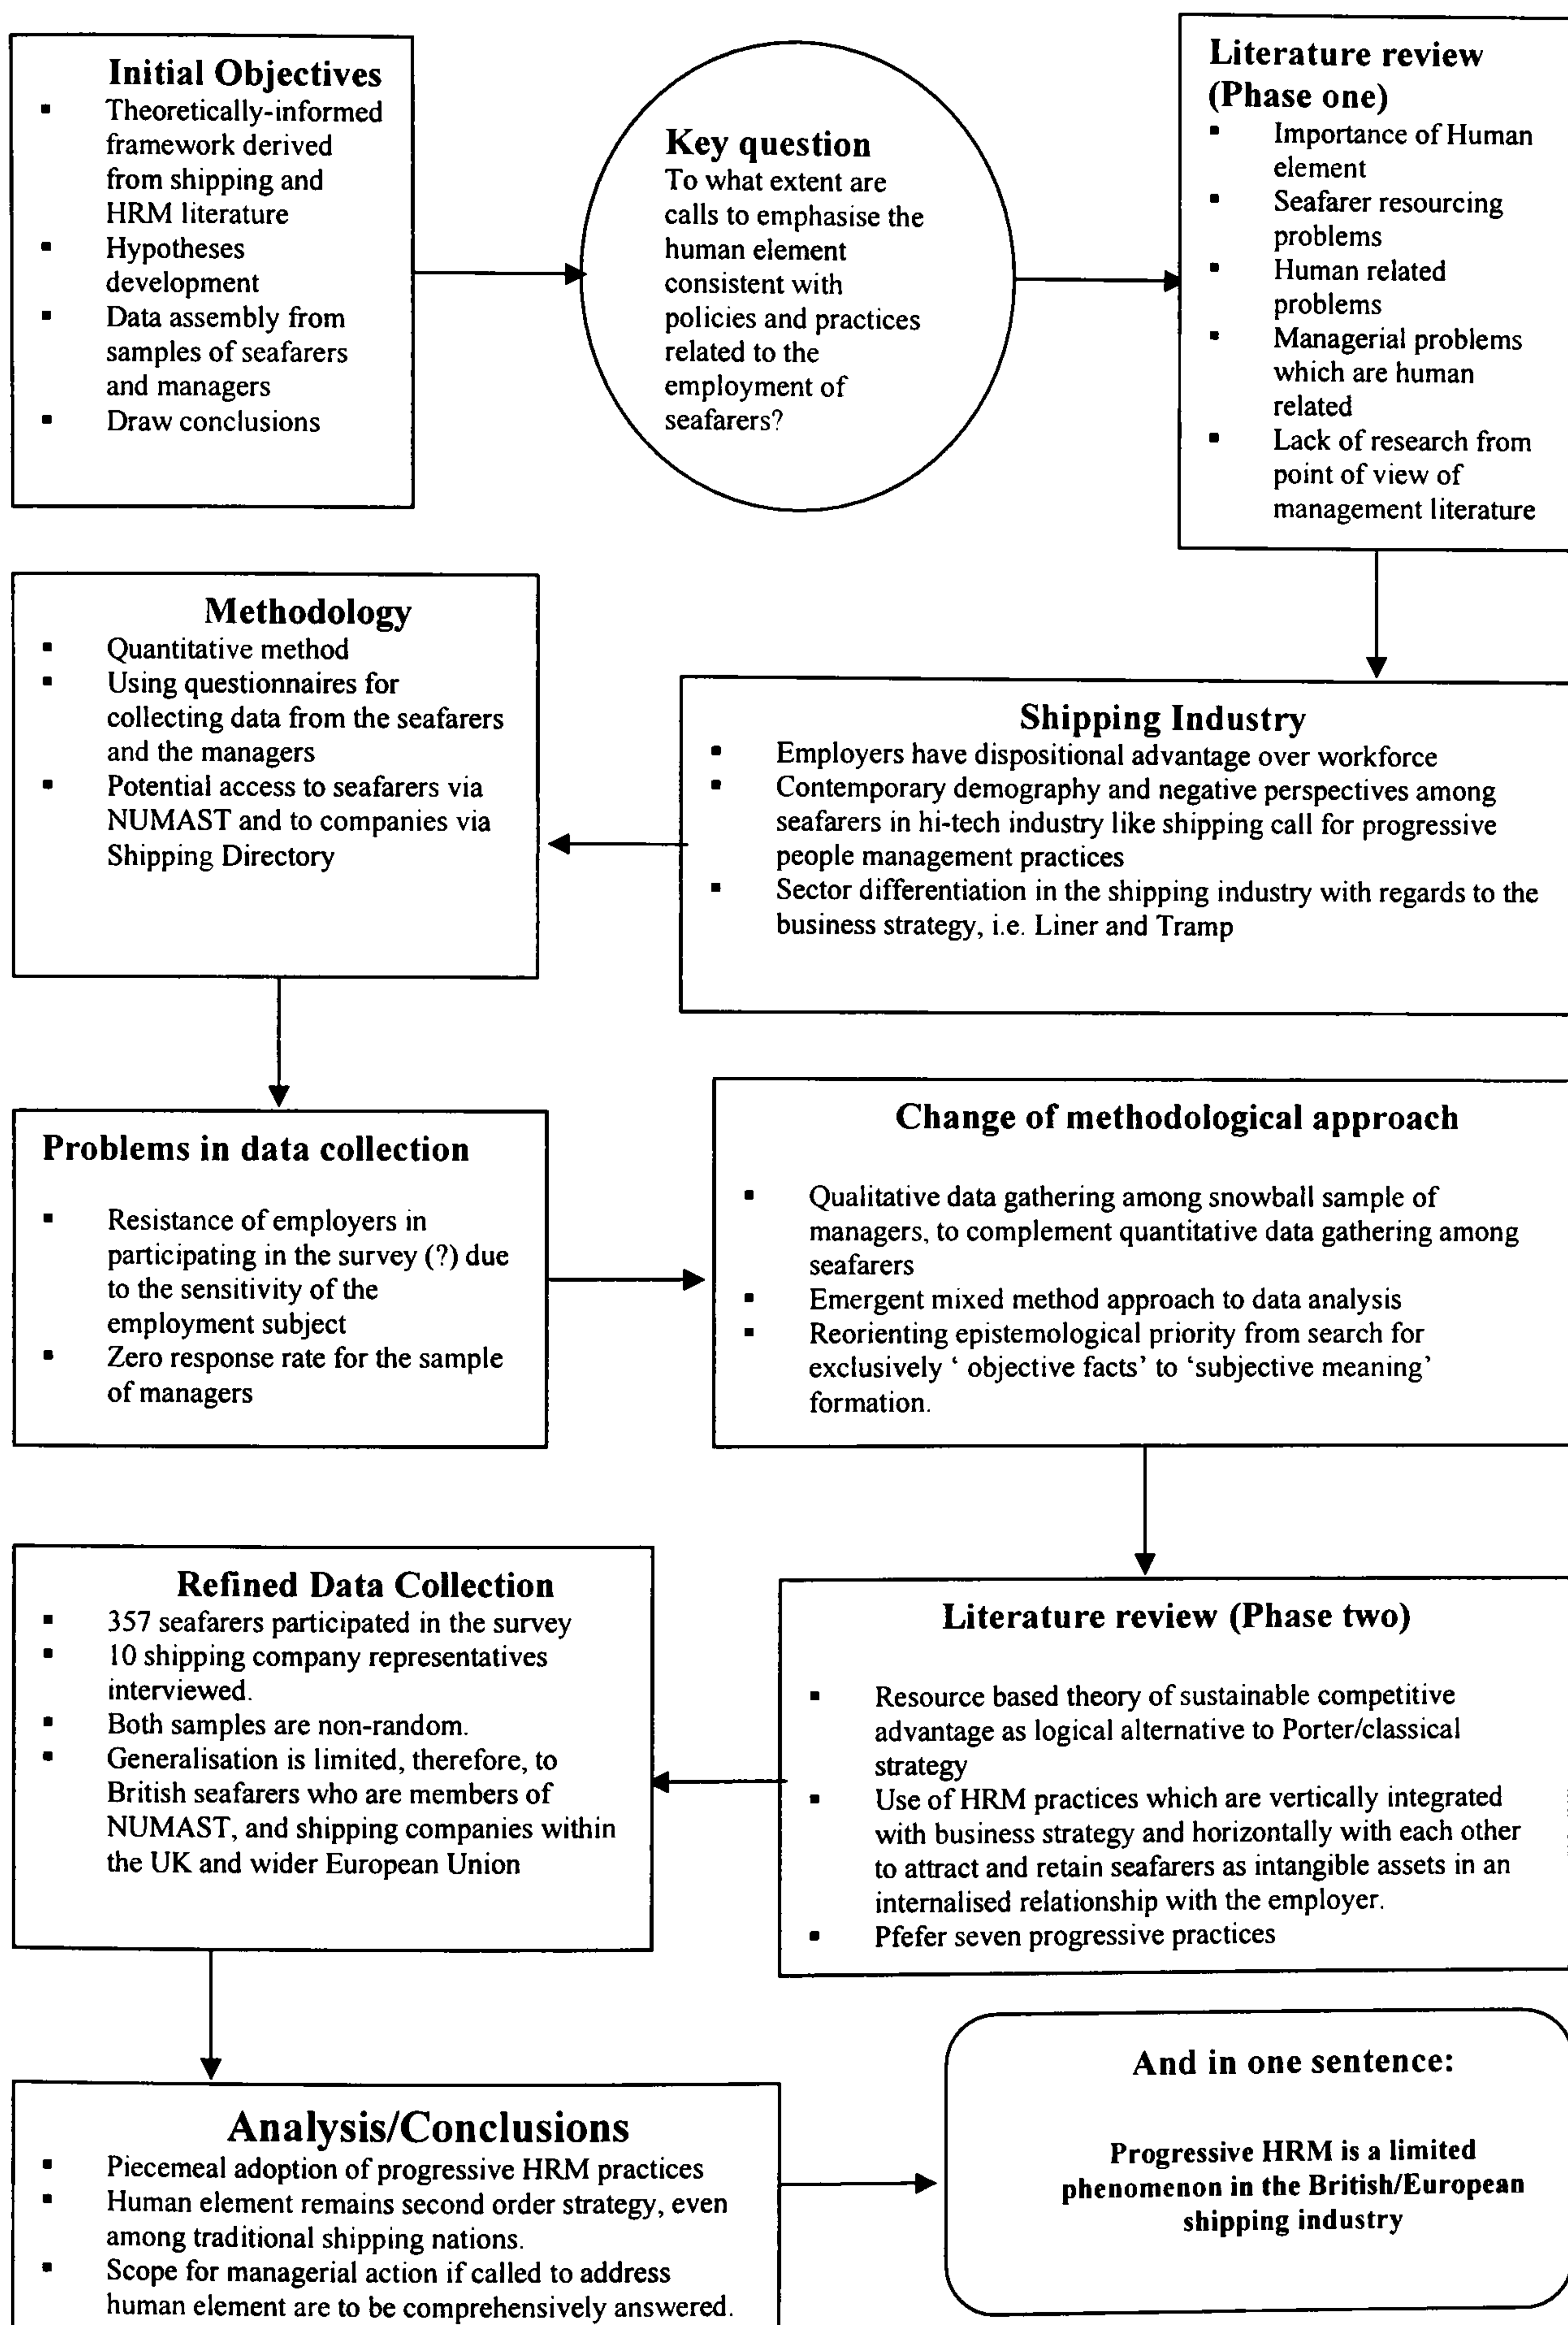 Initial Objectives
▪ Theoretically-informed
framework derived
from shipping and
HRM literature
▪ Hypotheses
development
▪ Data assembly from
samples of seafarers
and managers
▪ Draw conclusions
Key question
To what extent are
calls to emphasise the
human element
consistent with
policies and practices
related to the
employment of
seafarers?
Literature review
(Phase one)
▪ Importance of Human
element
▪ Seafarer resourcing
problems
▪ Human related
problems
▪ Managerial problems
which are human
related
▪ Lack of research from
point of view of
management literature
Shipping Industry
▪ Employers have dispositional advantage over workforce
▪ Contemporary demography and negative perspectives among
seafarers in hi-tech industry like shipping call for progressive
people management practices
▪ Sector differentiation in the shipping industry with regards to the
business strategy, i.e. Liner and Tramp
Methodology
▪ Quantitative method
▪ Using questionnaires for
collecting data from the seafarers
and the managers
▪ Potential access to seafarers via
NUMAST and to companies via
Shipping Directory
Problems in data collection
▪ Resistance of employers in
participating in the survey (?) due
to the sensitivity of the
employment subject
▪ Zero response rate for the sample
of managers
Change of methodological approach
▪ Qualitative data gathering among snowball sample of
managers, to complement quantitative data gathering among
seafarers
▪ Emergent mixed method approach to data analysis
▪ Reorienting epistemological priority from search for
exclusively ‘ objective facts’ to ‘subjective meaning’
formation.
Literature review (Phase two)
▪ Resource based theory of sustainable competitive
advantage as logical alternative to Porter/classical
strategy
▪ Use of HRM practices which are vertically integrated
with business strategy and horizontally with each other
to attract and retain seafarers as intangible assets in an
internalised relationship with the employer.
▪ Pfefer seven progressive practices
Refined Data Collection
▪ 357 seafarers participated in the survey
▪ 10 shipping company representatives
interviewed.
▪ Both samples are non-random.
▪ Generalisation is limited, therefore, to
British seafarers who are members of
NUMAST, and shipping companies within
the UK and wider European Union
Analysis/Conclusions
▪ Piecemeal adoption of progressive HRM practices
▪ Human element remains second order strategy, even
among traditional shipping nations.
▪ Scope for managerial action if called to address
human element are to be comprehensively answered.
And in one sentence:
Progressive HRM is a limited
phenomenon in the British/European
shipping industry